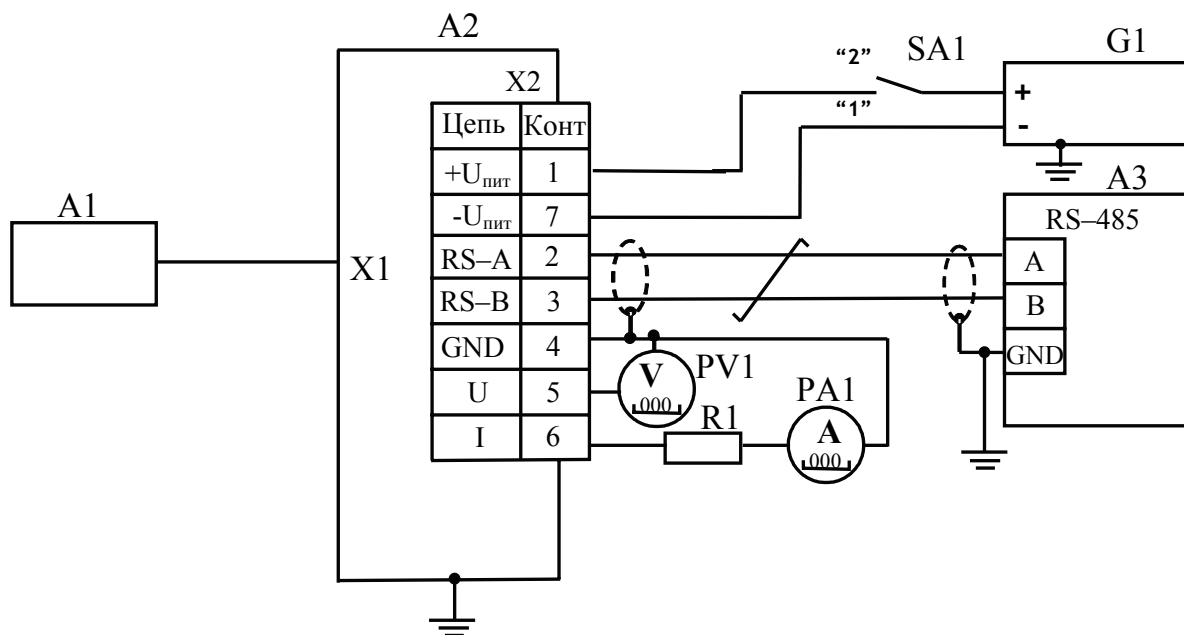 A2
SA1
G1
“2”
“1”
+
-
X2
Цепь Конт
+Uпит 1
-Uпит 7
RS–A 2
RS–B 3
GND 4
U 5
I 6
A1
X1
A3
RS–485
A
B
GND
V
000
PV1
R1
PA1
A
000